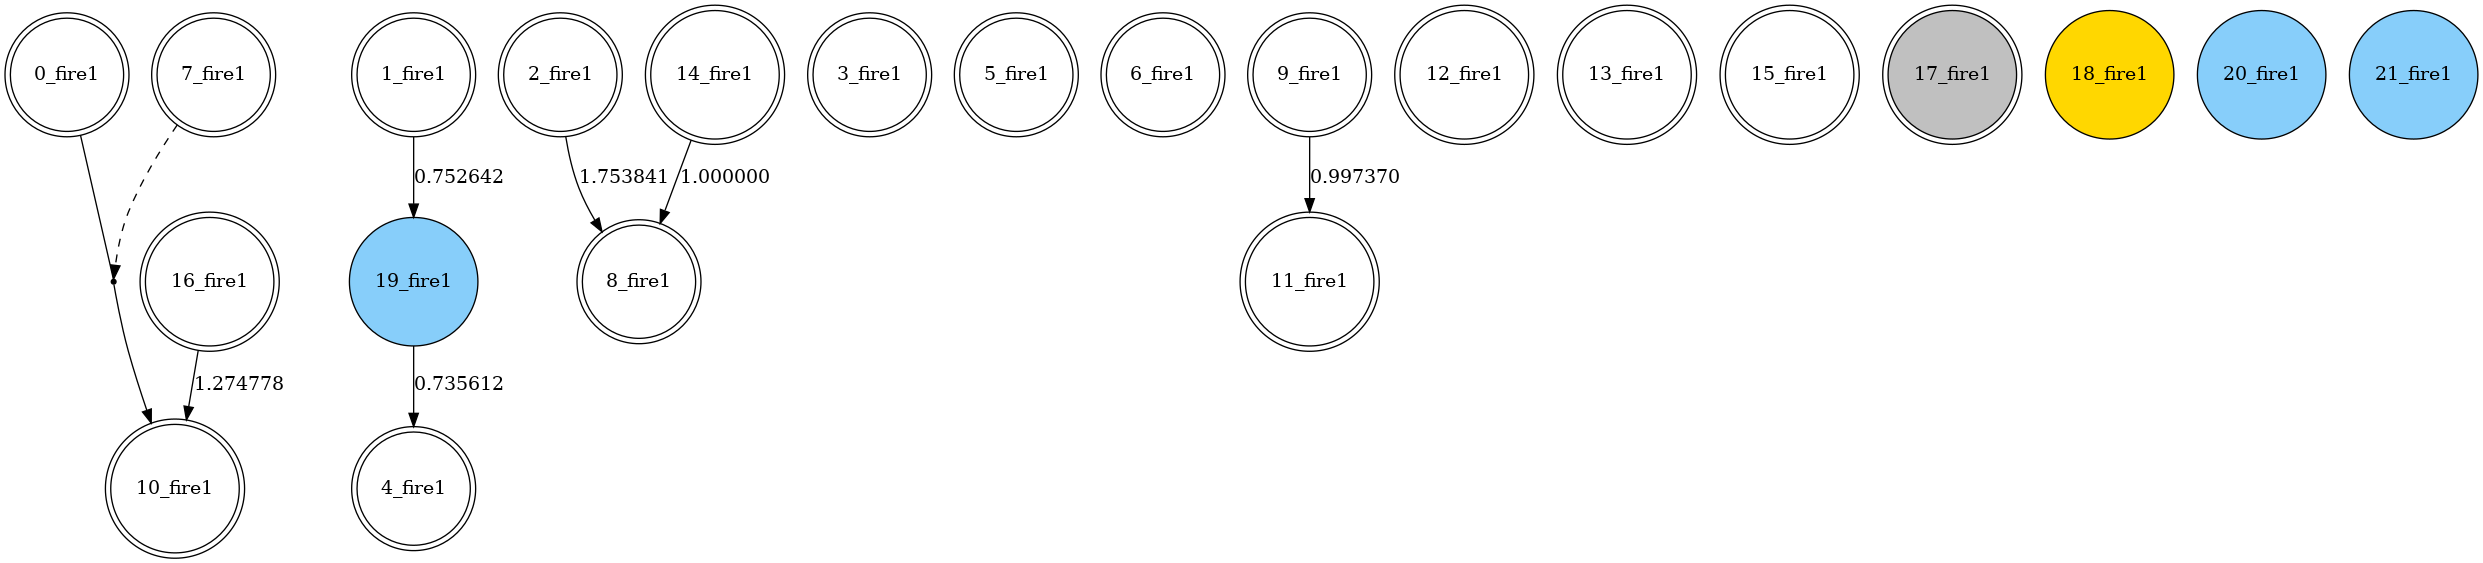 0_fire1
7_fire1
1_fire1
2_fire1
14_fire1
3_fire1
5_fire1
6_fire1
9_fire1
12_fire1
13_fire1
15_fire1
17_fire1
18_fire1
20_fire1
21_fire1
0.752642
1.753841
1.000000
0.997370
16_fire1
19_fire1
8_fire1
11_fire1
1.274778
0.735612
10_fire1
4_fire1